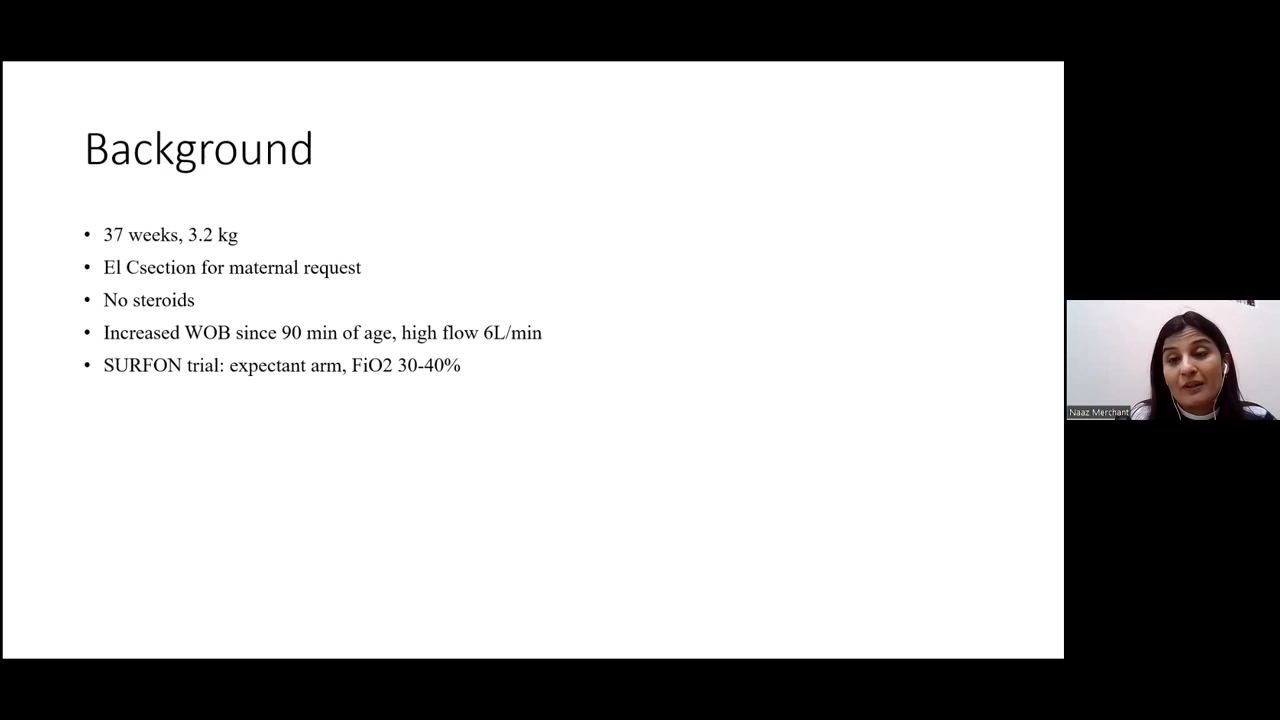 Background
• 37 weeks, 3.2 kg
• El Csection for maternal request
• No steroids
• Increased WOB since 90 min of age, high flow 6L/min
• SURFON trial: expectant arm, FiO2 30-40%
Naaz Merchant